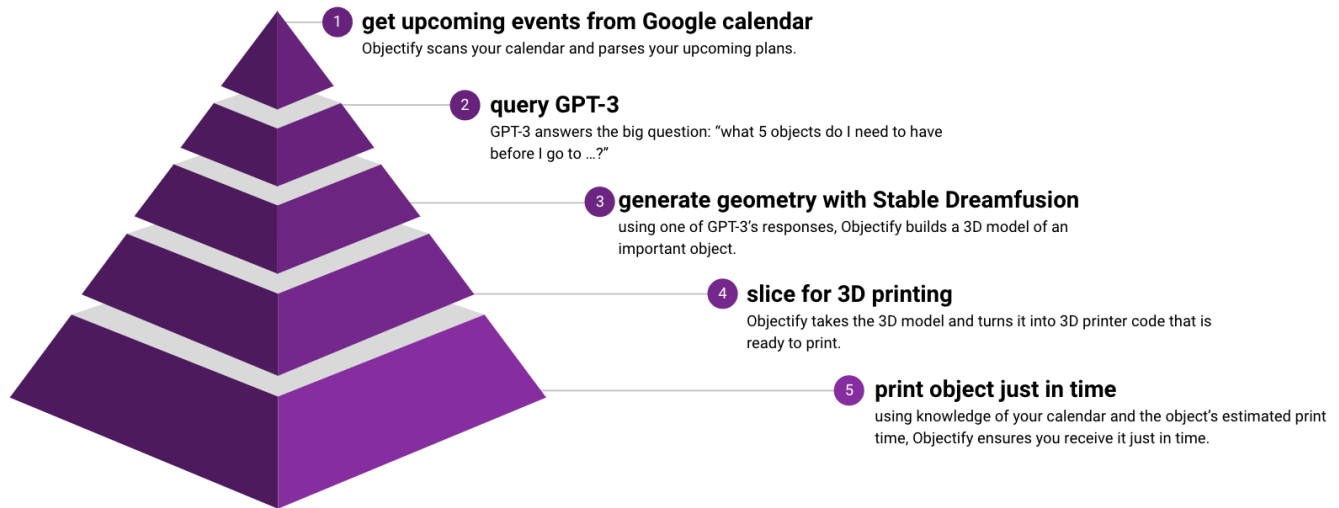 1
get upcoming events from Google calendar
Objectify scans your calendar and parses your upcoming plans.
2
query GPT-3
GPT-3 answers the big question: “what 5 objects do I need to have
before I go to ...?”
3
generate geometry with Stable Dreamfusion
using one of GPT-3’s responses, Objectify builds a 3D model of an
important object.
4
slice for 3D printing
Objectify takes the 3D model and turns it into 3D printer code that is
ready to print.
5
print object just in time
using knowledge of your calendar and the object’s estimated print
time, Objectify ensures you receive it just in time.